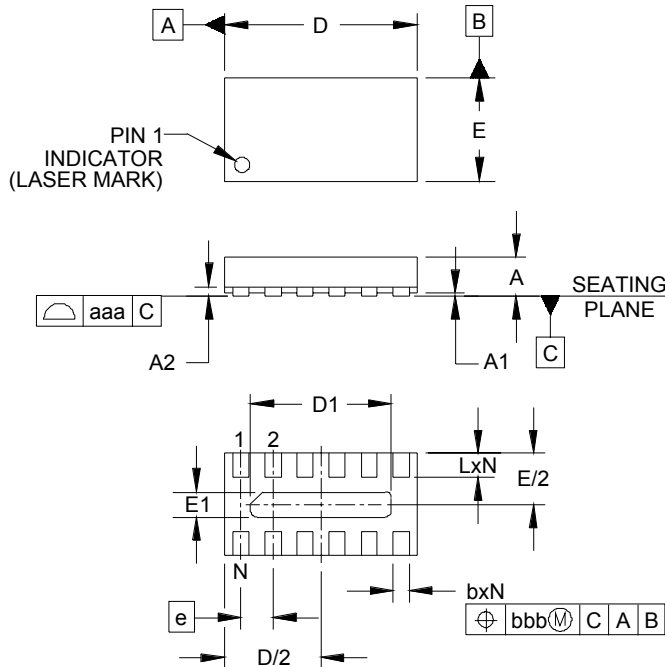 A
D
B
E
PIN 1
INDICATOR
(LASER MARK)
A
SEATING
PLANE
aaa C
A2
A1
C
D1
1 2
LxN
E/2
E1
N
bxN
e
bbb M C A B
D/2